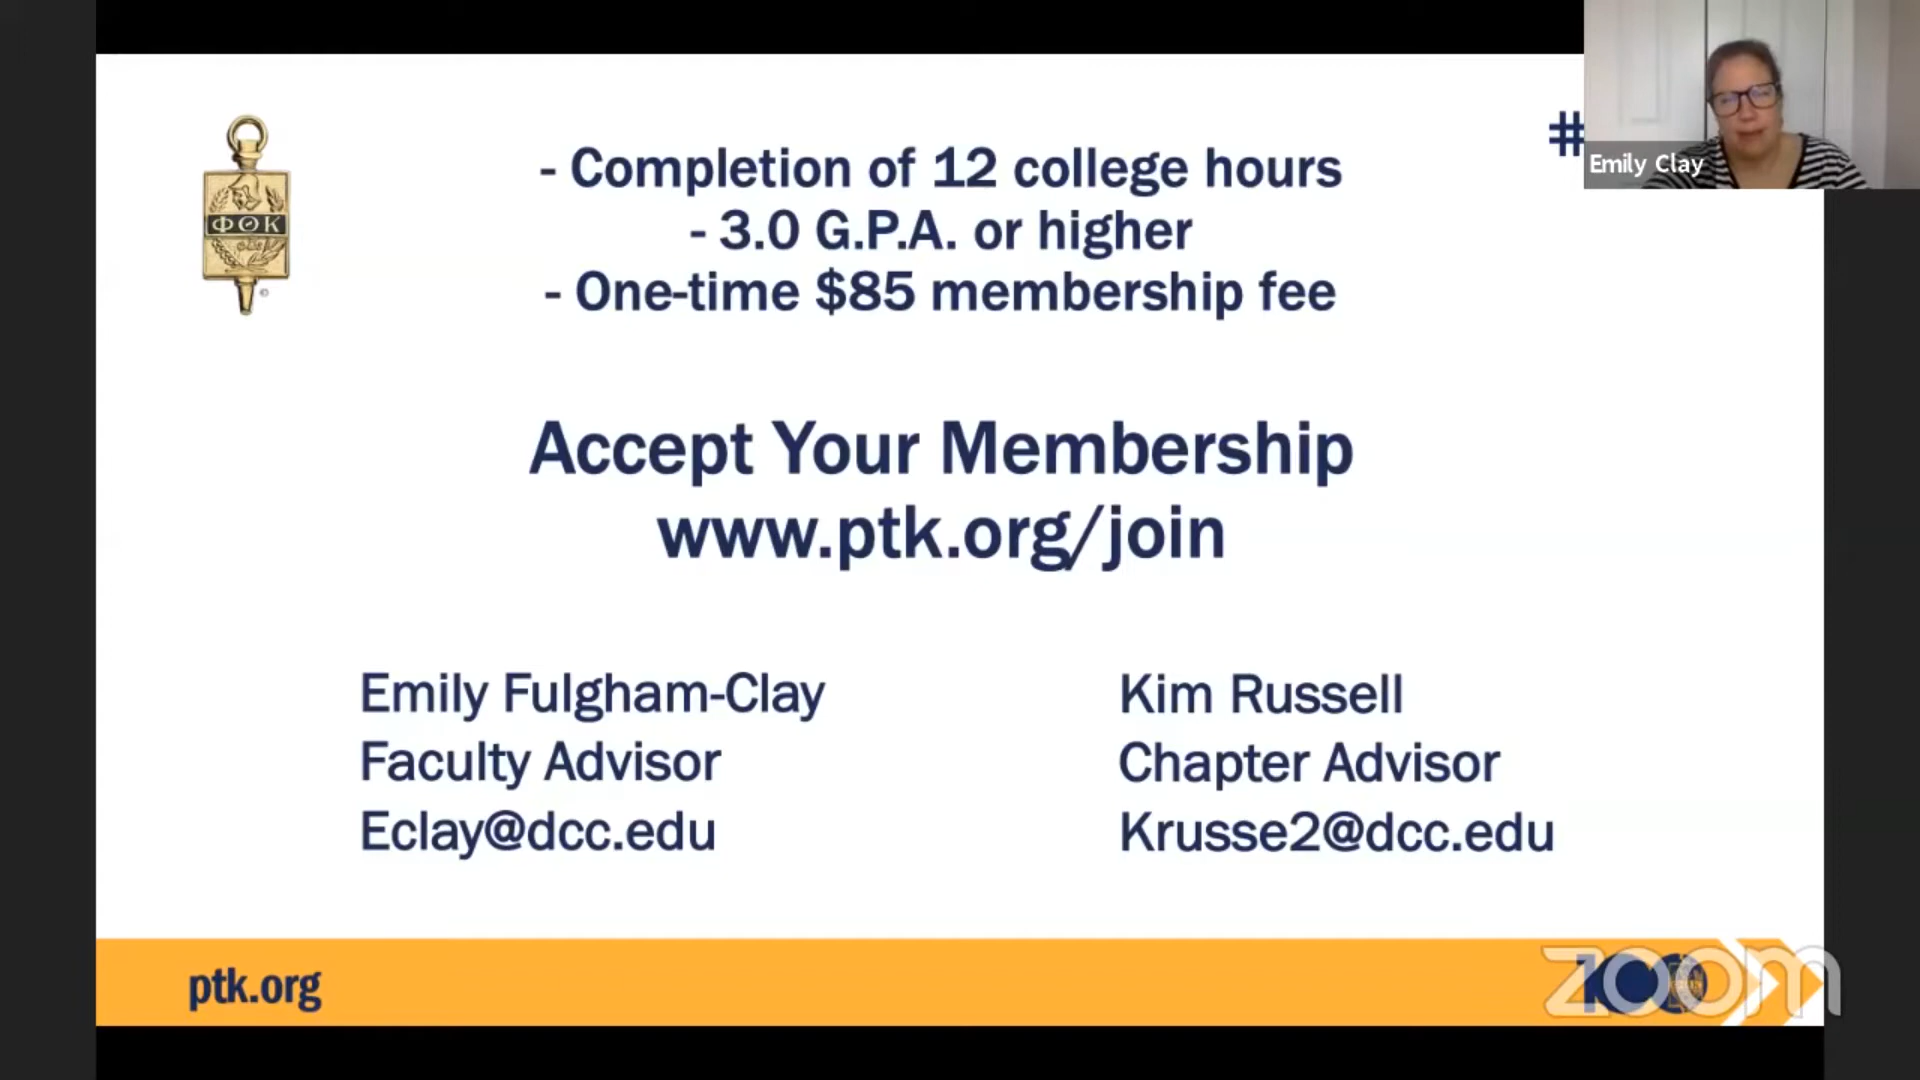 ΦΘΚ
- Completion of 12 college hours
- 3.0 G.P.A. or higher
- One-time $85 membership fee
#
Emily Clay
Accept Your Membership
www.ptk.org/join
Emily Fulgham-Clay
Faculty Advisor
Eclay@dcc.edu
Kim Russell
Chapter Advisor
Krusse2@dcc.edu
ptk.org
100
zoom